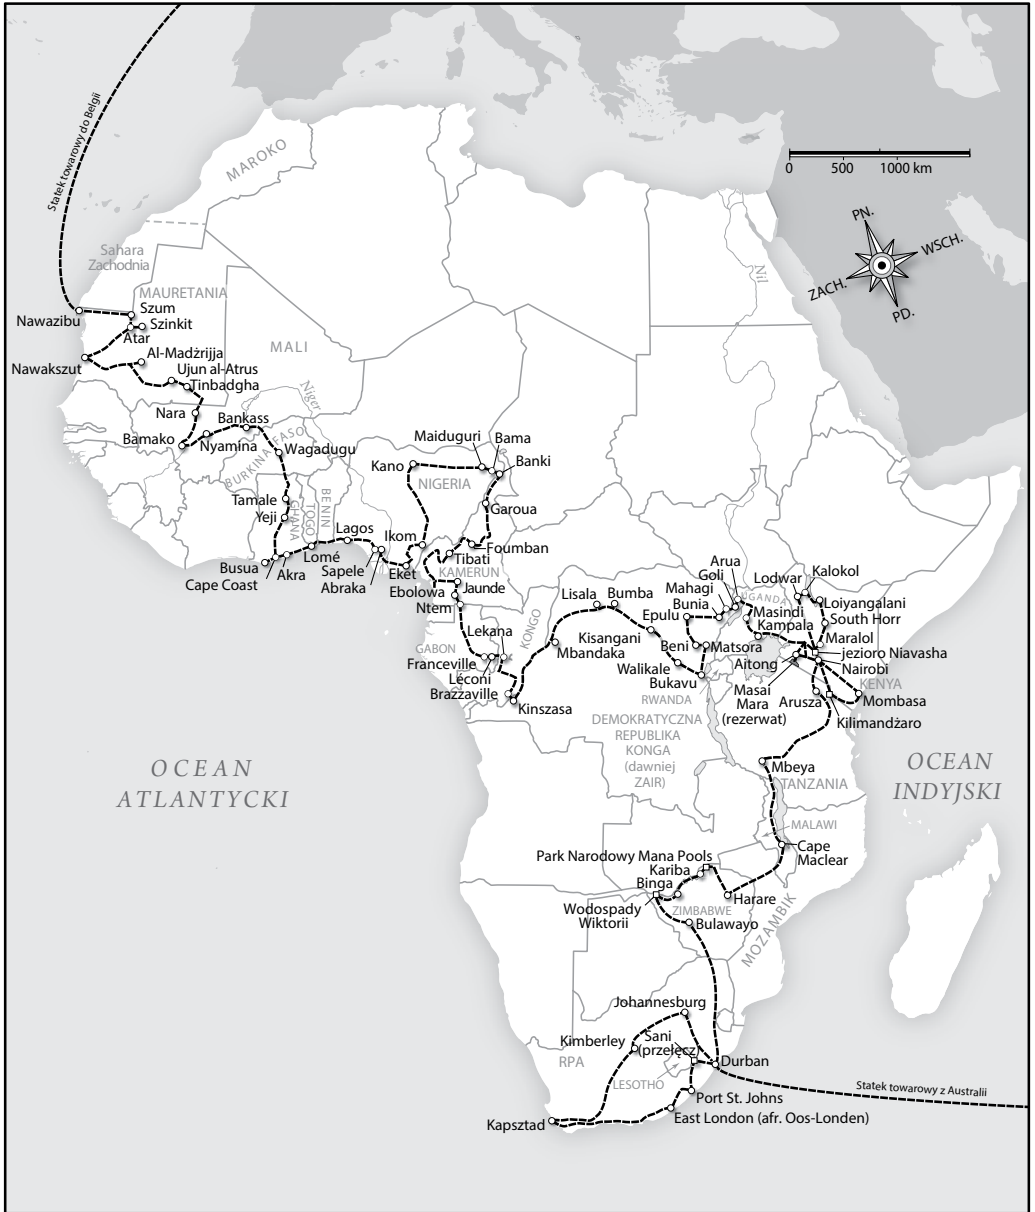 Statek towarowy do Belgii
MAROKO
0 500 1000 km
PN.
WSCH.
ZACH.
PD.
Sahara
Zachodnia
Nil
MAURETANIA
Szum
Nawazibu
Szinkit
Atar
MALI
Al-Madżrijja
Nawakszut
Ujun al-Atrus
Tinbadgha
Niger
Nara
Bankass
Bamako
Nyamina
BURKINA FASO
Wagadugu
Maiduguri
Bama
Kano
Banki
NIGERIA
Tamale
Yeji
GHANA
TOGO
BENIN
Garoua
Lagos
Ikom
Foumban
Busua
Cape Coast
Akra
Lomé
Sapele
Abraka
Eket
Tibati
KAMERUN
Ebolowa
Jaunde
Ntem
Arua
Goli
Lodwar
Kalokol
Mahagi
UGANDA
Lisala
Bumba
Bunia
Masindi
Loiyangalani
Epulu
Kampala
South Horr
KONGO
Lekana
Kisangani
Beni
Matsora
Maralol
GABON
Mbandaka
jezioro Niavasha
Franceville
Walikale
Aitong
Nairobi
Léconi
Bukavu
KENYA
Brazzaville
RWANDA
Masai
Mara
(rezerwat)
Arusza
Mombasa
Kinszasa
Kilimandżaro
DEMOKRATYCZNA
REPUBLIKA
KONGA
(dawniej
ZAIR)
OCEAN
ATLANTYCKI
OCEAN
INDYJSKI
Mbeya
TANZANIA
MALAWI
Cape
Maclear
Park Narodowy Mana Pools
Kariba
Binga
Harare
Wodospady
Wiktorii
ZIMBABWE
Bulawayo
MOZAMBIK
Johannesburg
Kimberley
Sani
(przełęcz)
RPA
Durban
LESOTHO
Statek towarowy z Australii
Port St. Johns
East London (afr. Oos-Londen)
Kapsztad